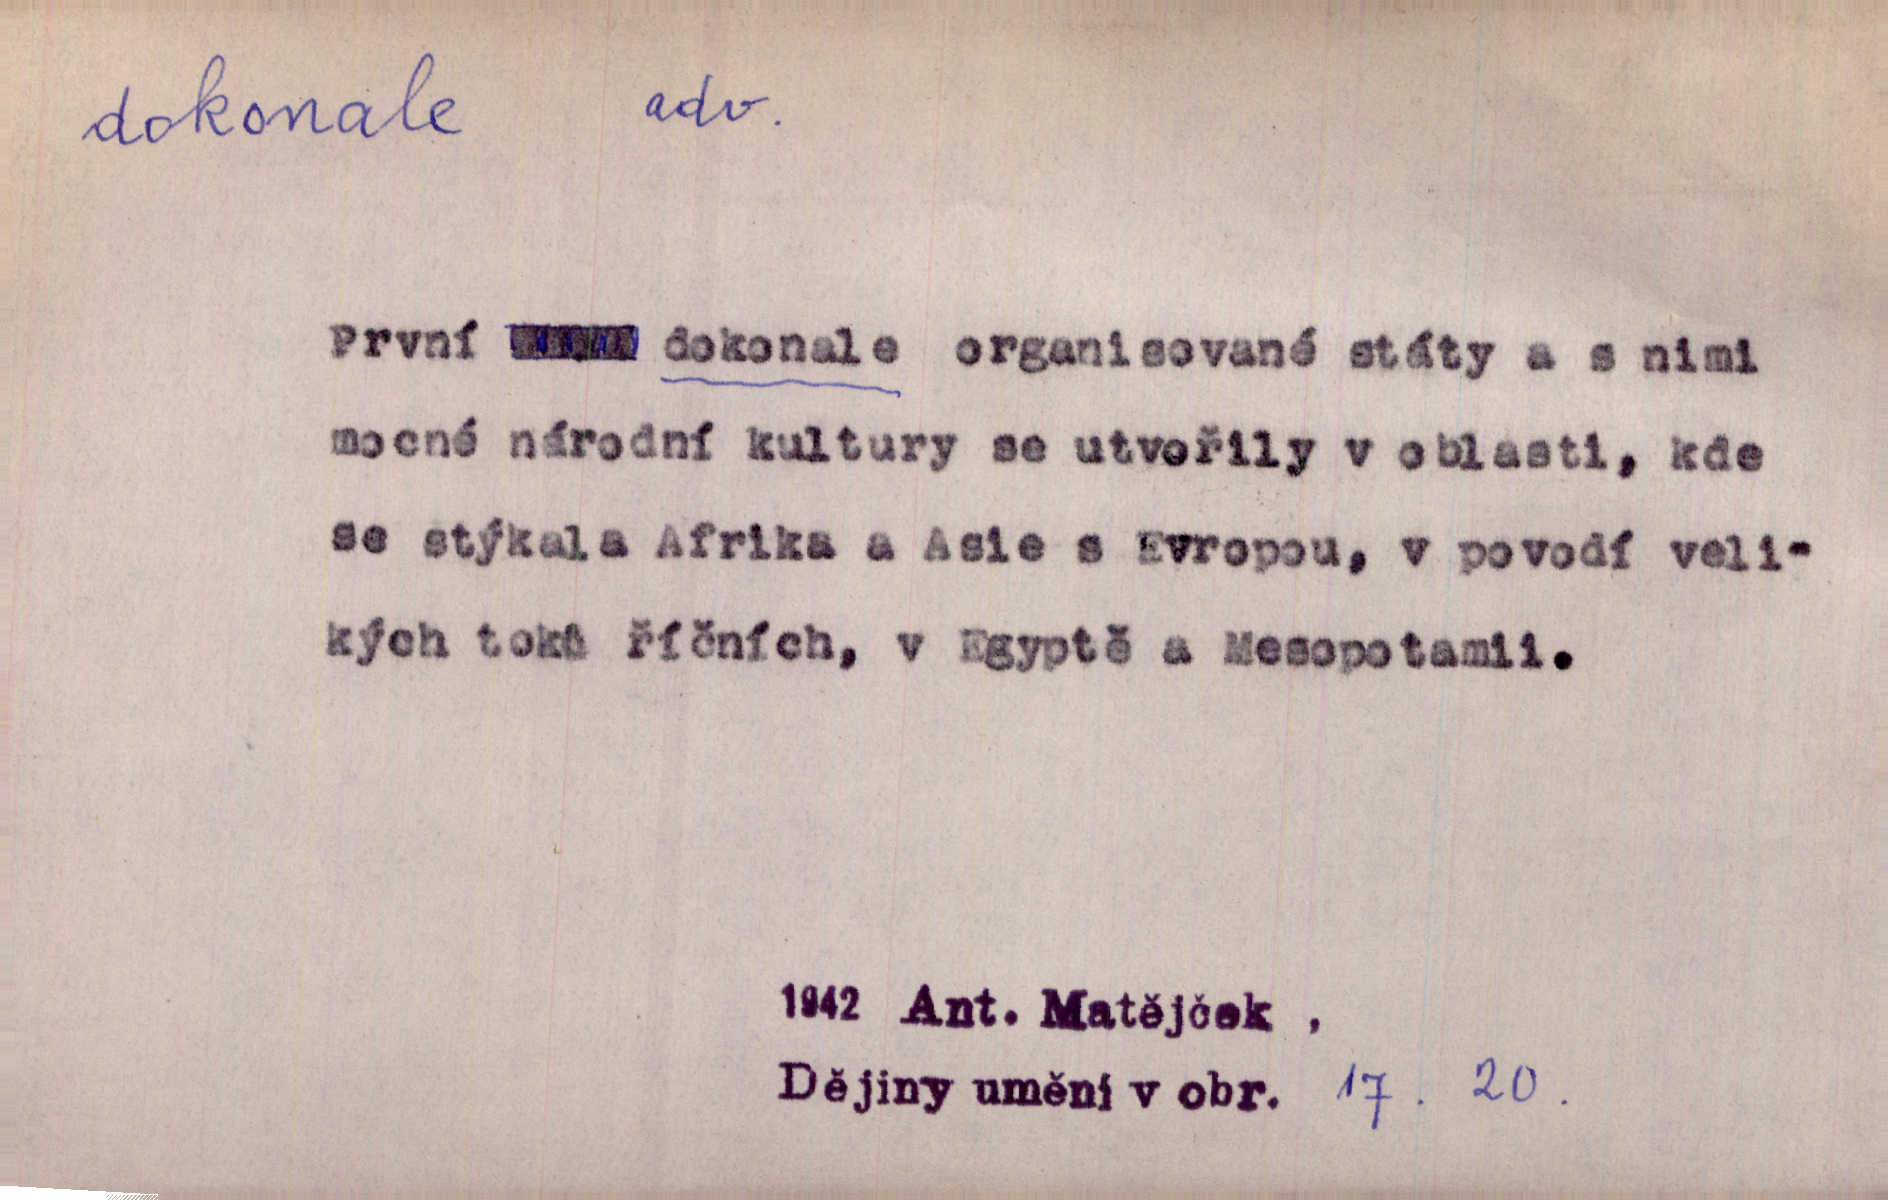 dokonale adv.
První dokonale organisované státy a s nimi
mocné národní kultury se utvořily v oblasti, kde
se stýkala Afrika a Asie s Evropou, v povodí veli-
kých toků říčních, v Egyptě a Mesopotamii.
1942 Ant. Matějček ,
Dějiny umění v obr. 17. 20.